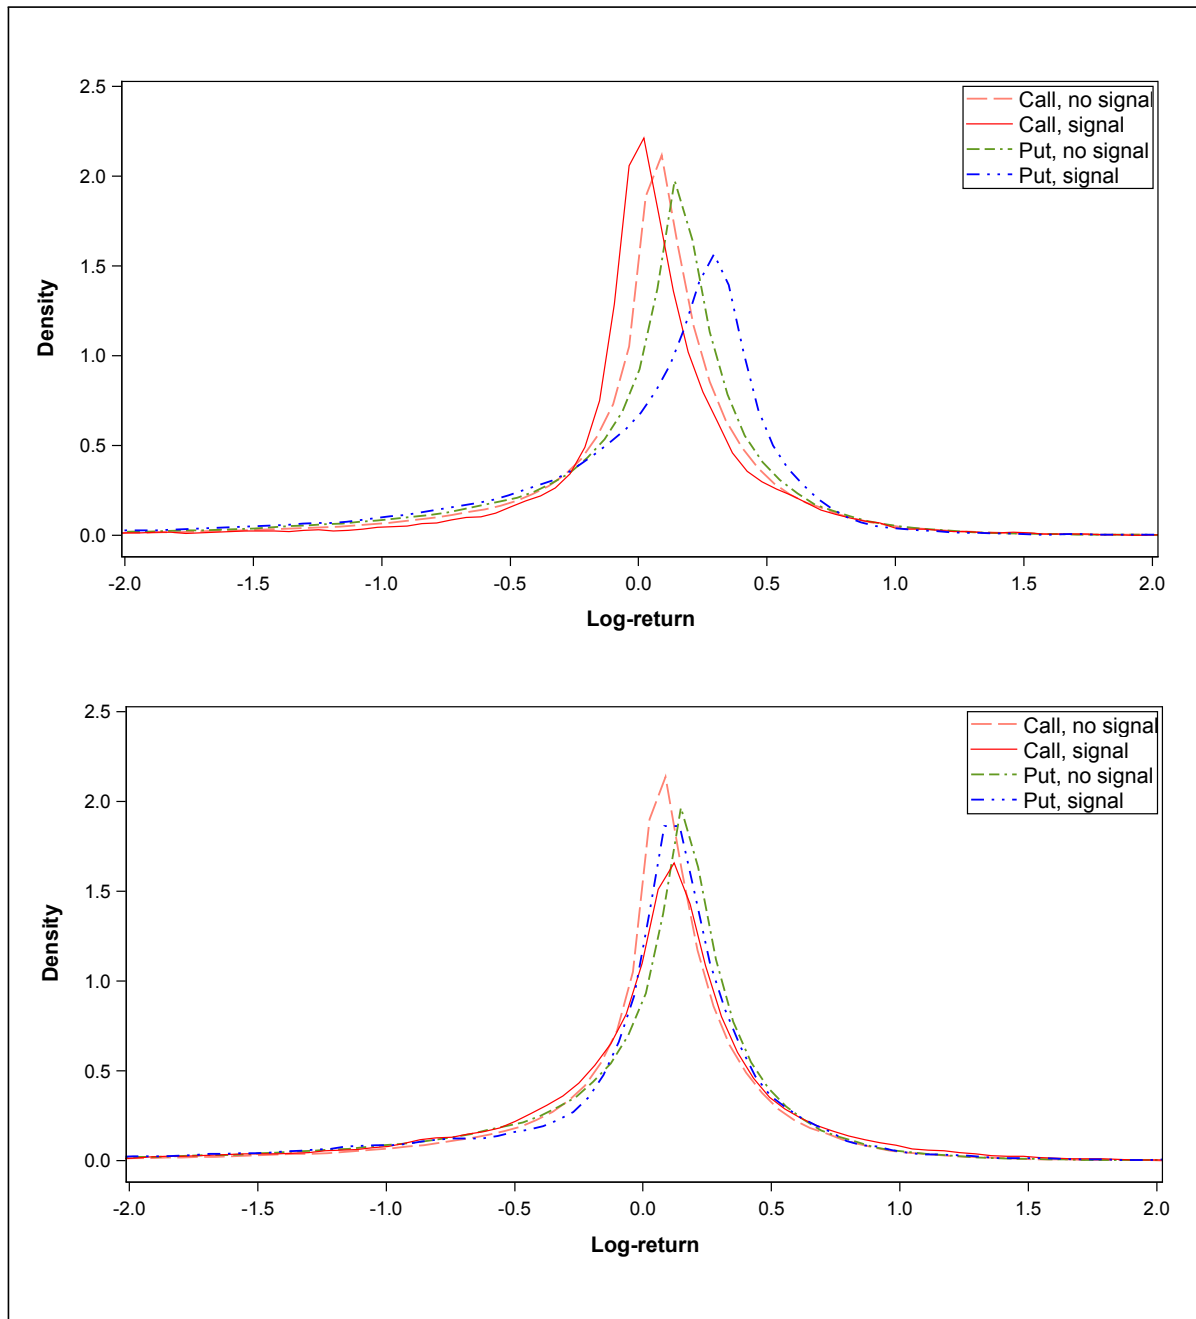 2.5
2.0
1.5
1.0
0.5
0.0
Density
-2.0 -1.5 -1.0 -0.5 0.0 0.5 1.0 1.5 2.0
Log-return
Call, no signal
Call, signal
Put, no signal
Put, signal
2.5
2.0
1.5
1.0
0.5
0.0
Density
-2.0 -1.5 -1.0 -0.5 0.0 0.5 1.0 1.5 2.0
Log-return
Call, no signal
Call, signal
Put, no signal
Put, signal